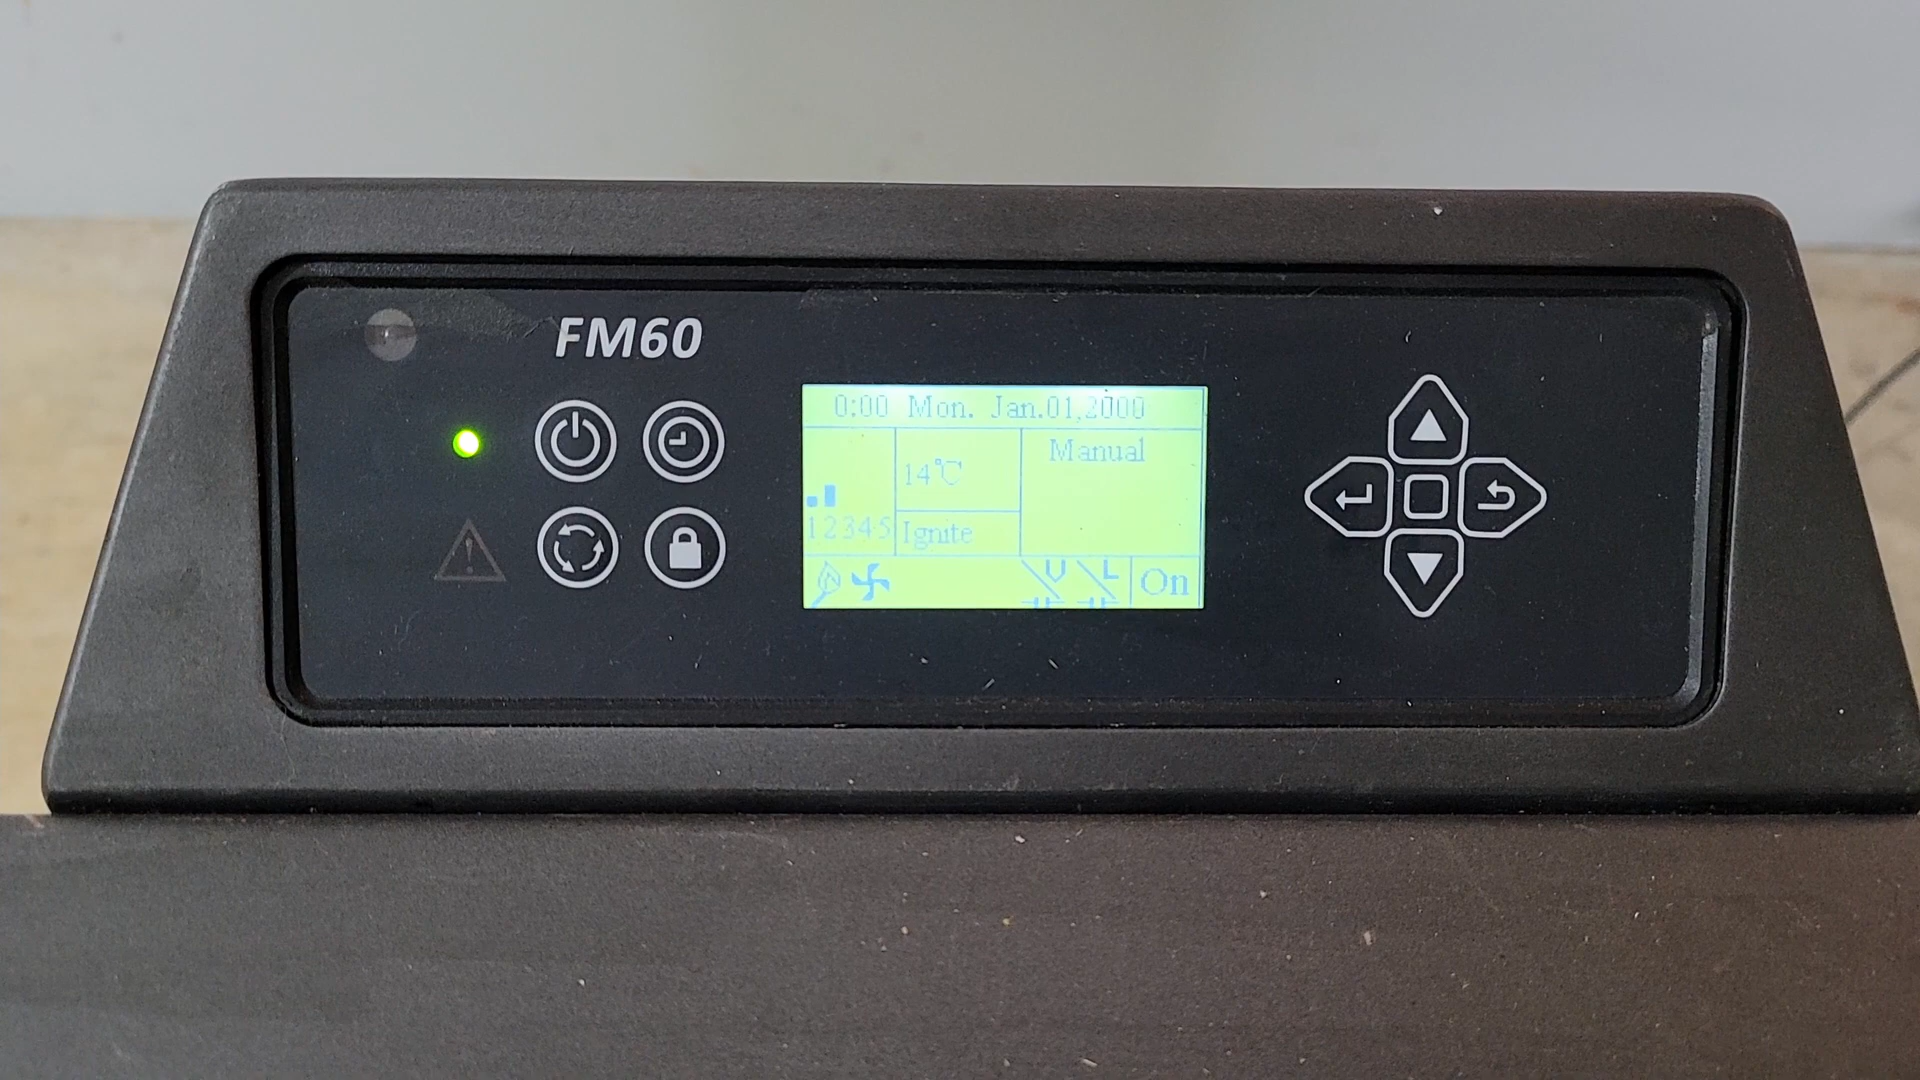 FM60
0:00 Mon. Jan.01,2000
Manual
14℃
12345
Ignite
U L
On